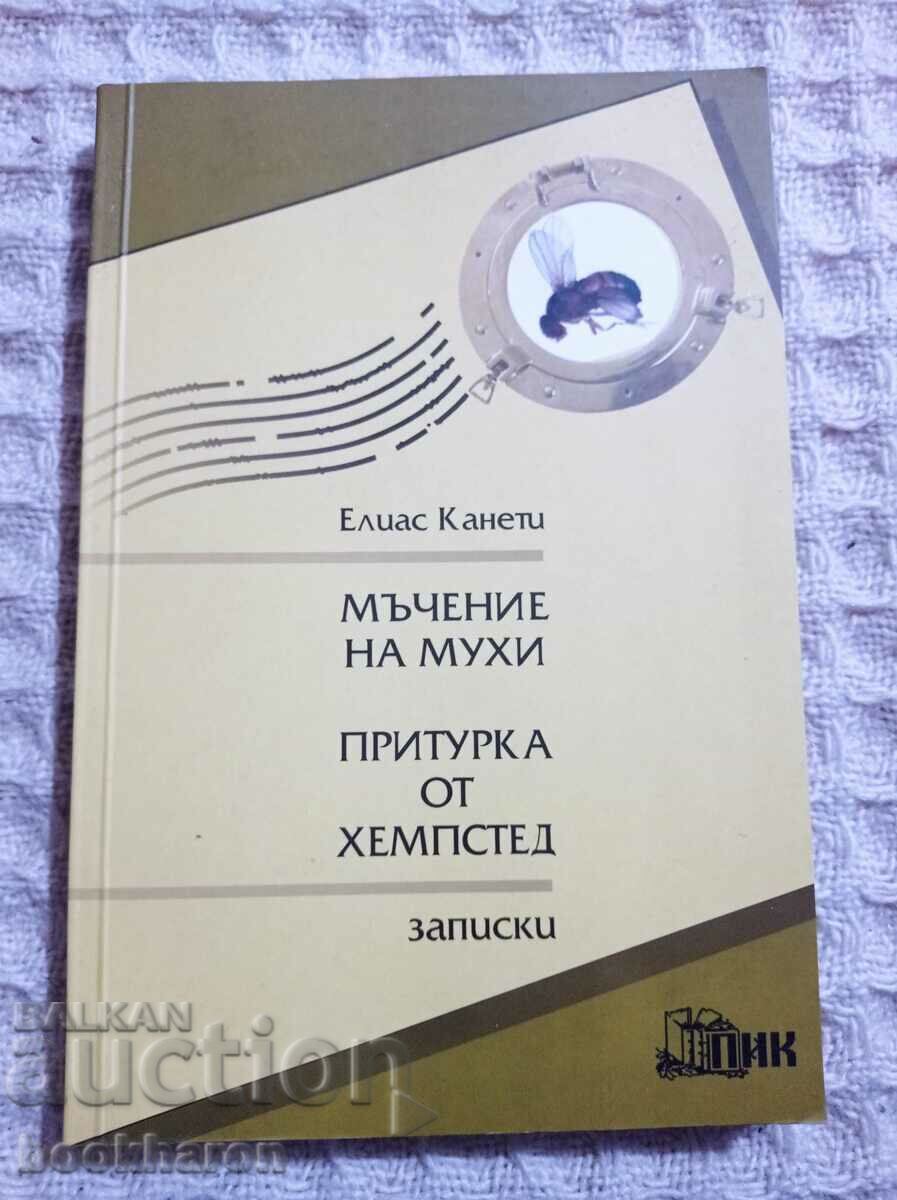 Елиас Канети
МЪЧЕНИЕ
НА МУХИ
ПРИТУРКА
ОТ
ХЕМПСТЕД
записки
ПИК
BALKAN
auction
bookharon